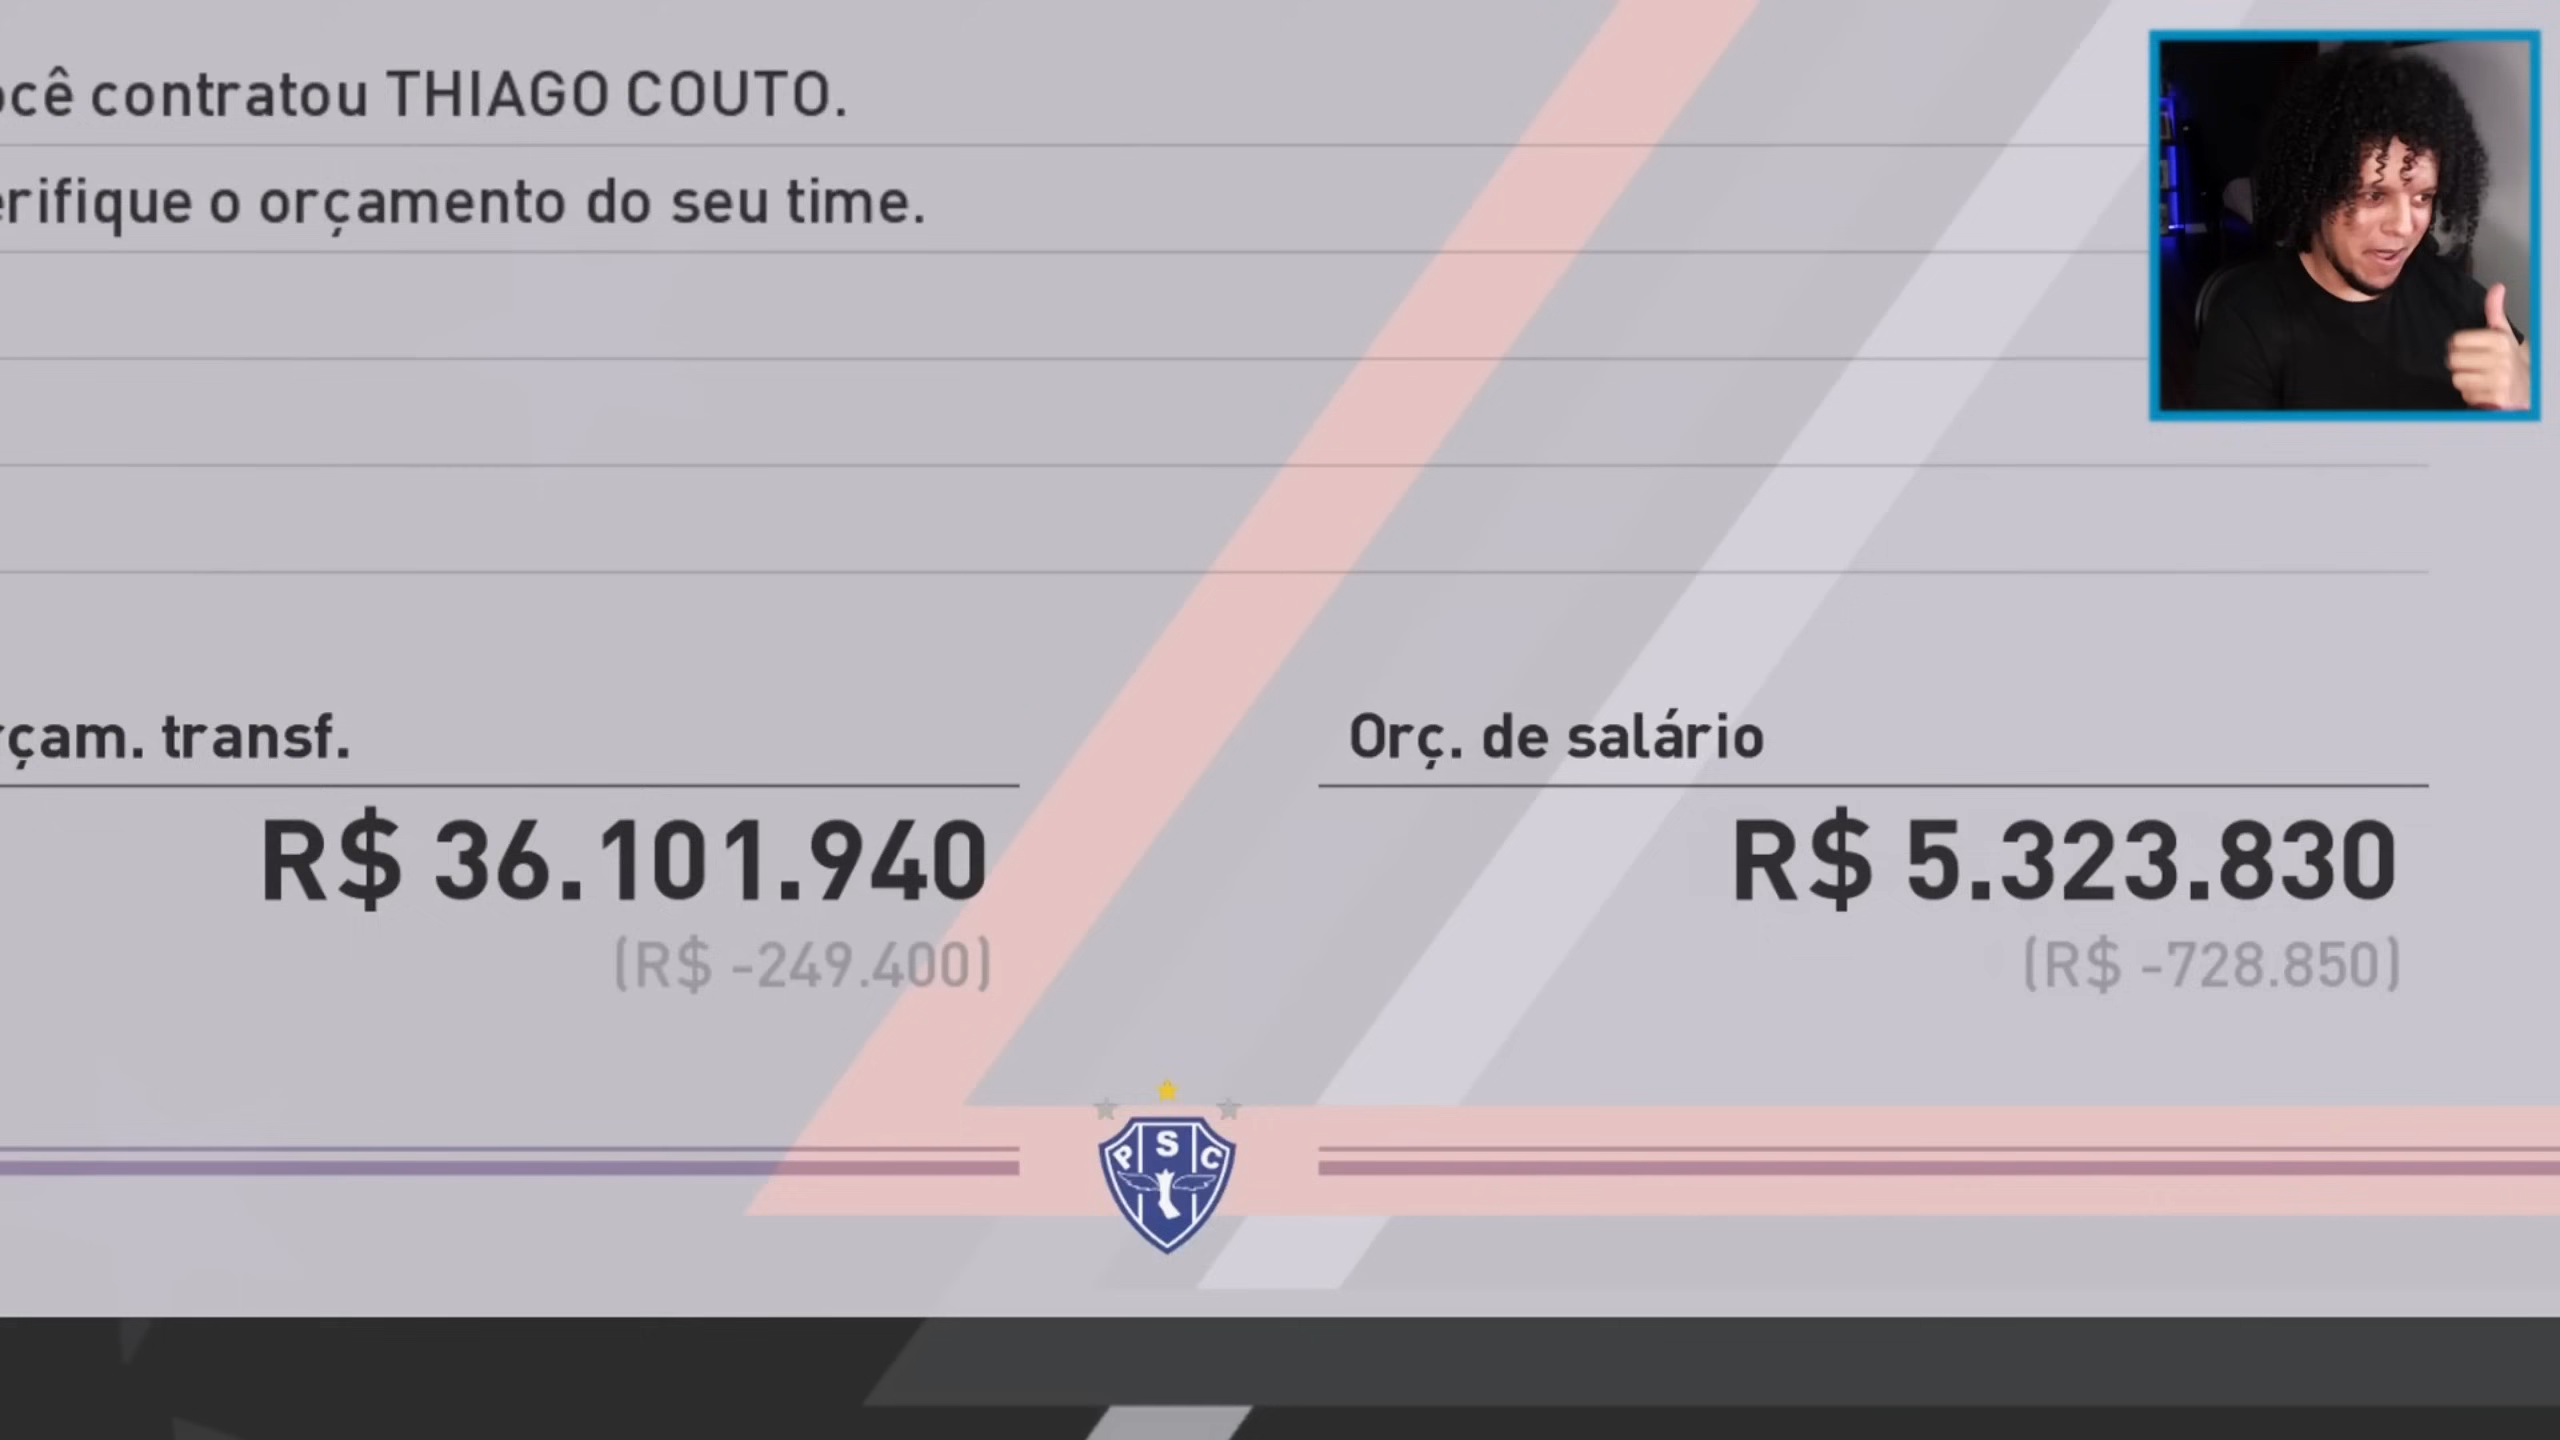 ocê contratou THIAGO COUTO.
erifique o orçamento do seu time.
rçam. transf.
R$ 36.101.940
(R$ -249.400)
Orç. de salário
R$ 5.323.830
(R$ -728.850)
P S C